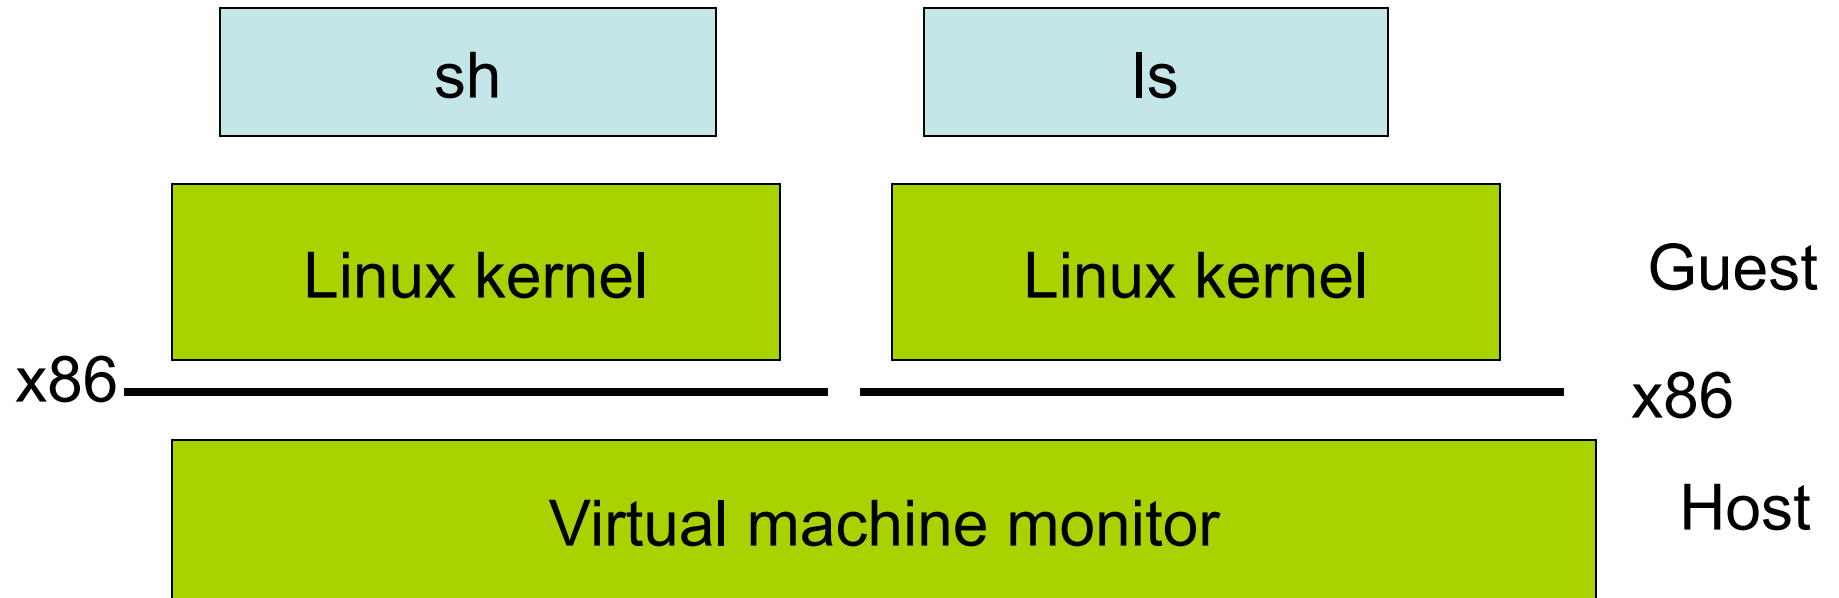 sh
ls
Linux kernel
Linux kernel
Guest
x86
x86
Virtual machine monitor
Host